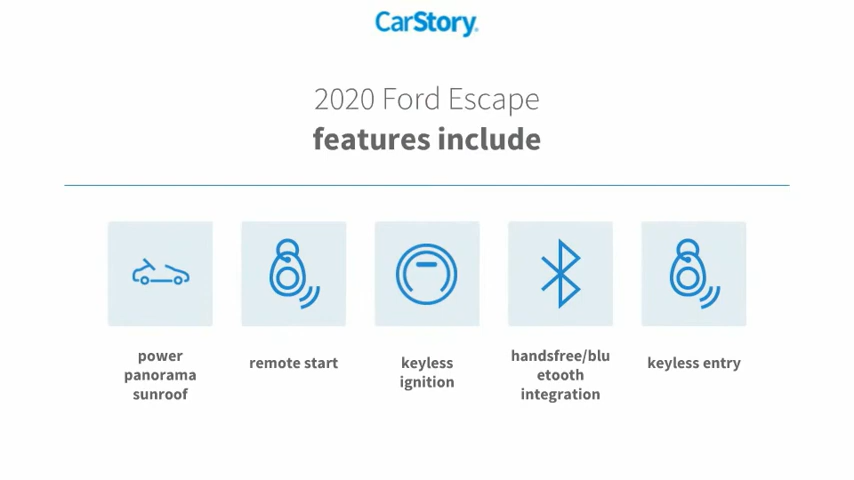 CarStory.
2020 Ford Escape
features include
power
panorama
sunroof
remote start
keyless
ignition
handsfree/blu
etooth
integration
keyless entry